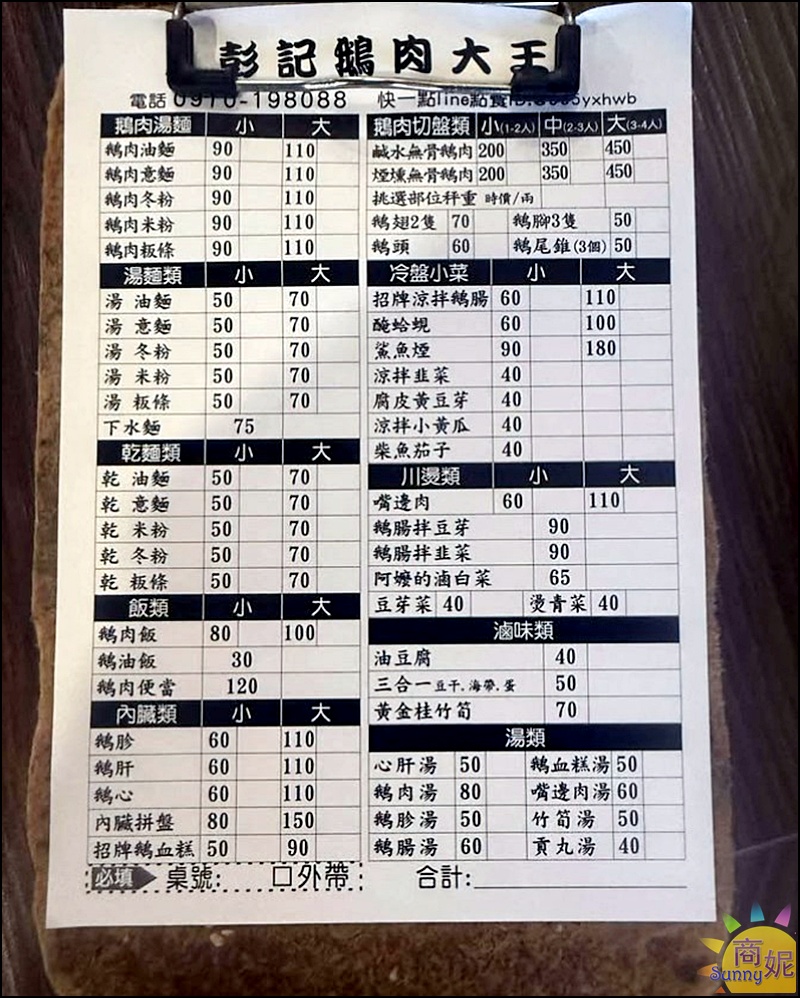 彭記鵝肉大王
電話 0910-198088 快一點line點餐
鵝肉湯麵 小 大
鵝肉油麵 90 110
鵝肉意麵 90 110
鵝肉冬粉 90 110
鵝肉米粉 90 110
鵝肉粄條 90 110
湯麵類 小 大
湯 油麵 50 70
湯 意麵 50 70
湯 冬粉 50 70
湯 米粉 50 70
湯 粄條 50 70
下水麵 75
乾麵類 小 大
乾 油麵 50 70
乾 意麵 50 70
乾 米粉 50 70
乾 冬粉 50 70
乾 粄條 50 70
飯類 小 大
鵝肉飯 80 100
鵝油飯 30
鵝肉便當 120
內臟類 小 大
鵝胗 60 110
鵝肝 60 110
鵝心 60 110
內臟拼盤 80 150
招牌鵝血糕 50 90
鵝肉切盤類 小(1-2人) 中(2-3人) 大(3-4人)
鹹水無骨鵝肉 200 350 450
煙燻無骨鵝肉 200 350 450
挑選部位秤重 時價/兩
鵝翅2隻 70 鵝腳3隻 50
鵝頭 60 鵝尾錐(3個) 50
冷盤小菜 小 大
招牌涼拌鵝腸 60 110
醃蛤蜆 60 100
鯊魚煙 90 180
涼拌韭菜 40
腐皮黃豆芽 40
涼拌小黃瓜 40
柴魚茄子 40
川燙類 小 大
嘴邊肉 60 110
鵝腸拌豆芽 90
鵝腸拌韭菜 90
阿嬤的滷白菜 65
豆芽菜 40 燙青菜 40
滷味類
油豆腐 40
三合一豆干.海帶.蛋 50
黃金桂竹筍 70
湯類
心肝湯 50 鵝血糕湯 50
鵝肉湯 80 嘴邊肉湯 60
鵝胗湯 50 竹筍湯 50
鵝腸湯 60 貢丸湯 40
必填 桌號: 口外帶: 合計:
商妮
Sunny